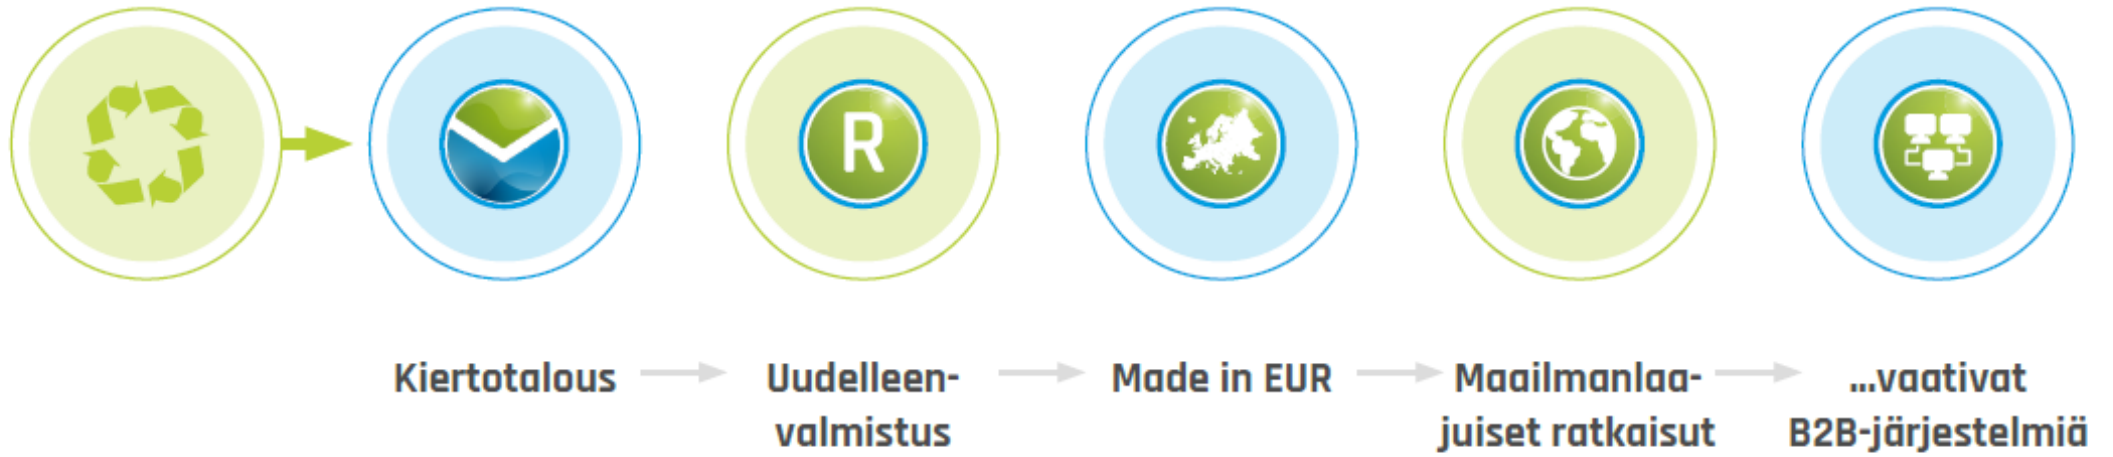 R
Kiertotalous
Uudelleen-
valmistus
Made in EUR
Maailmanlaa-
juiset ratkaisut
...vaativat
B2B-järjestelmiä